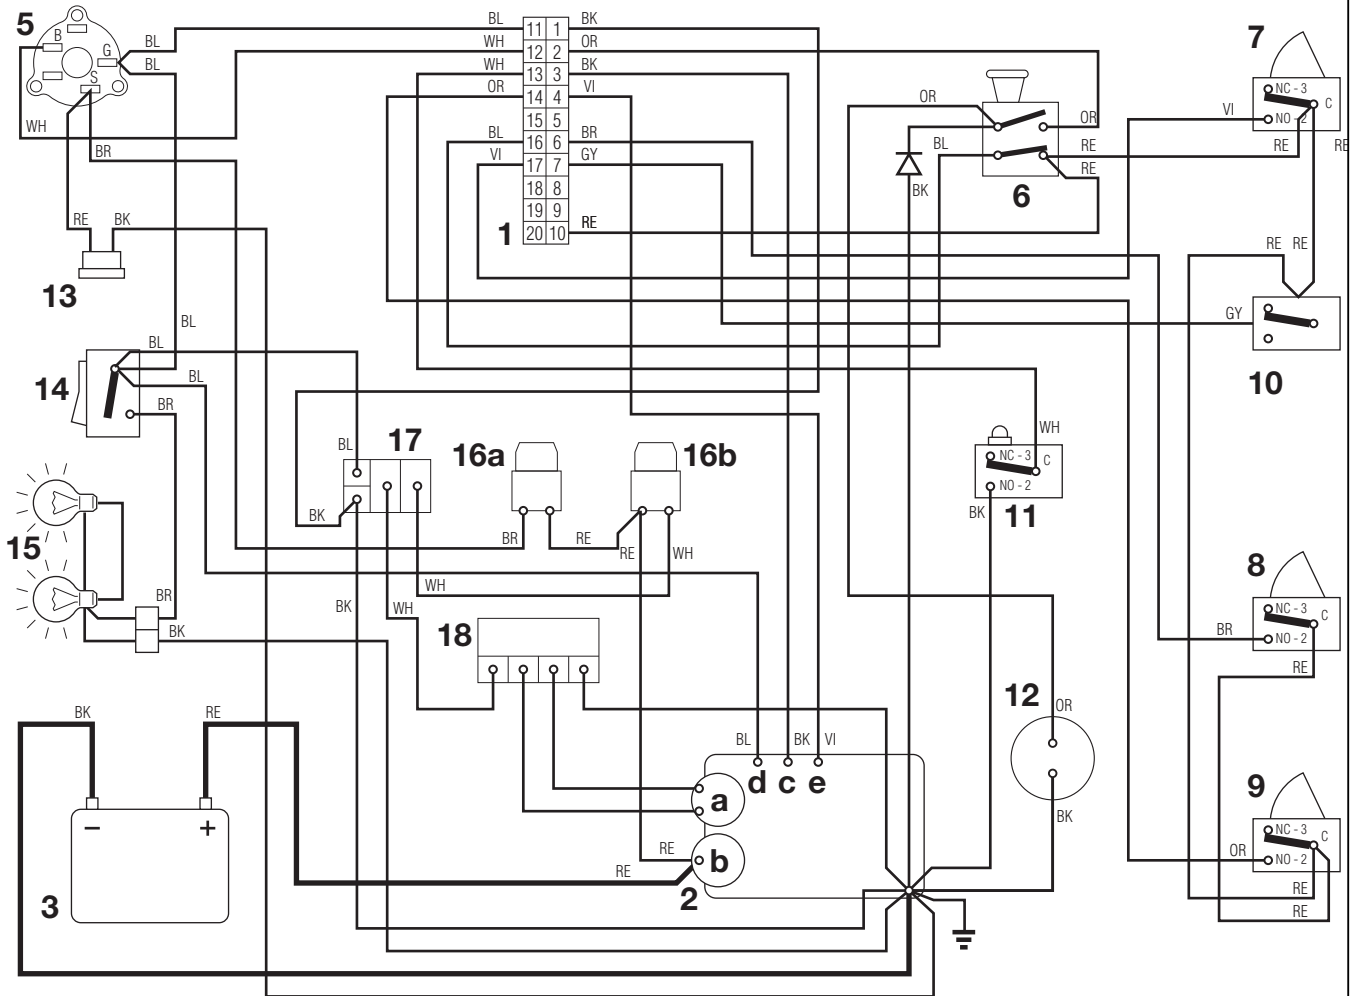 5
B
G
S
BL
BL
WH
BR
RE
BK
13
BL
BL
BL
BR
14
15
BR
BK
BL
WH
WH
OR
BL
VI
11 1
12 2
13 3
14 4
15 5
16 6
17 7
18 8
19 9
20 10
1
BK
OR
BK
VI
BR
GY
RE
OR
BL
BK
OR
RE
RE
6
7
NC - 3
C
NO - 2
VI
RE
RE
RE RE
GY
10
WH
NC - 3
C
NO - 2
BK
11
17
BL
BK
16a
16b
BR
RE
RE
WH
WH
BK
WH
18
8
NC - 3
C
NO - 2
BR
RE
12
OR
BK
9
NC - 3
C
NO - 2
OR
RE
RE
BK
RE
–
+
3
BL
BK
VI
d c e
a
b
RE
RE
2